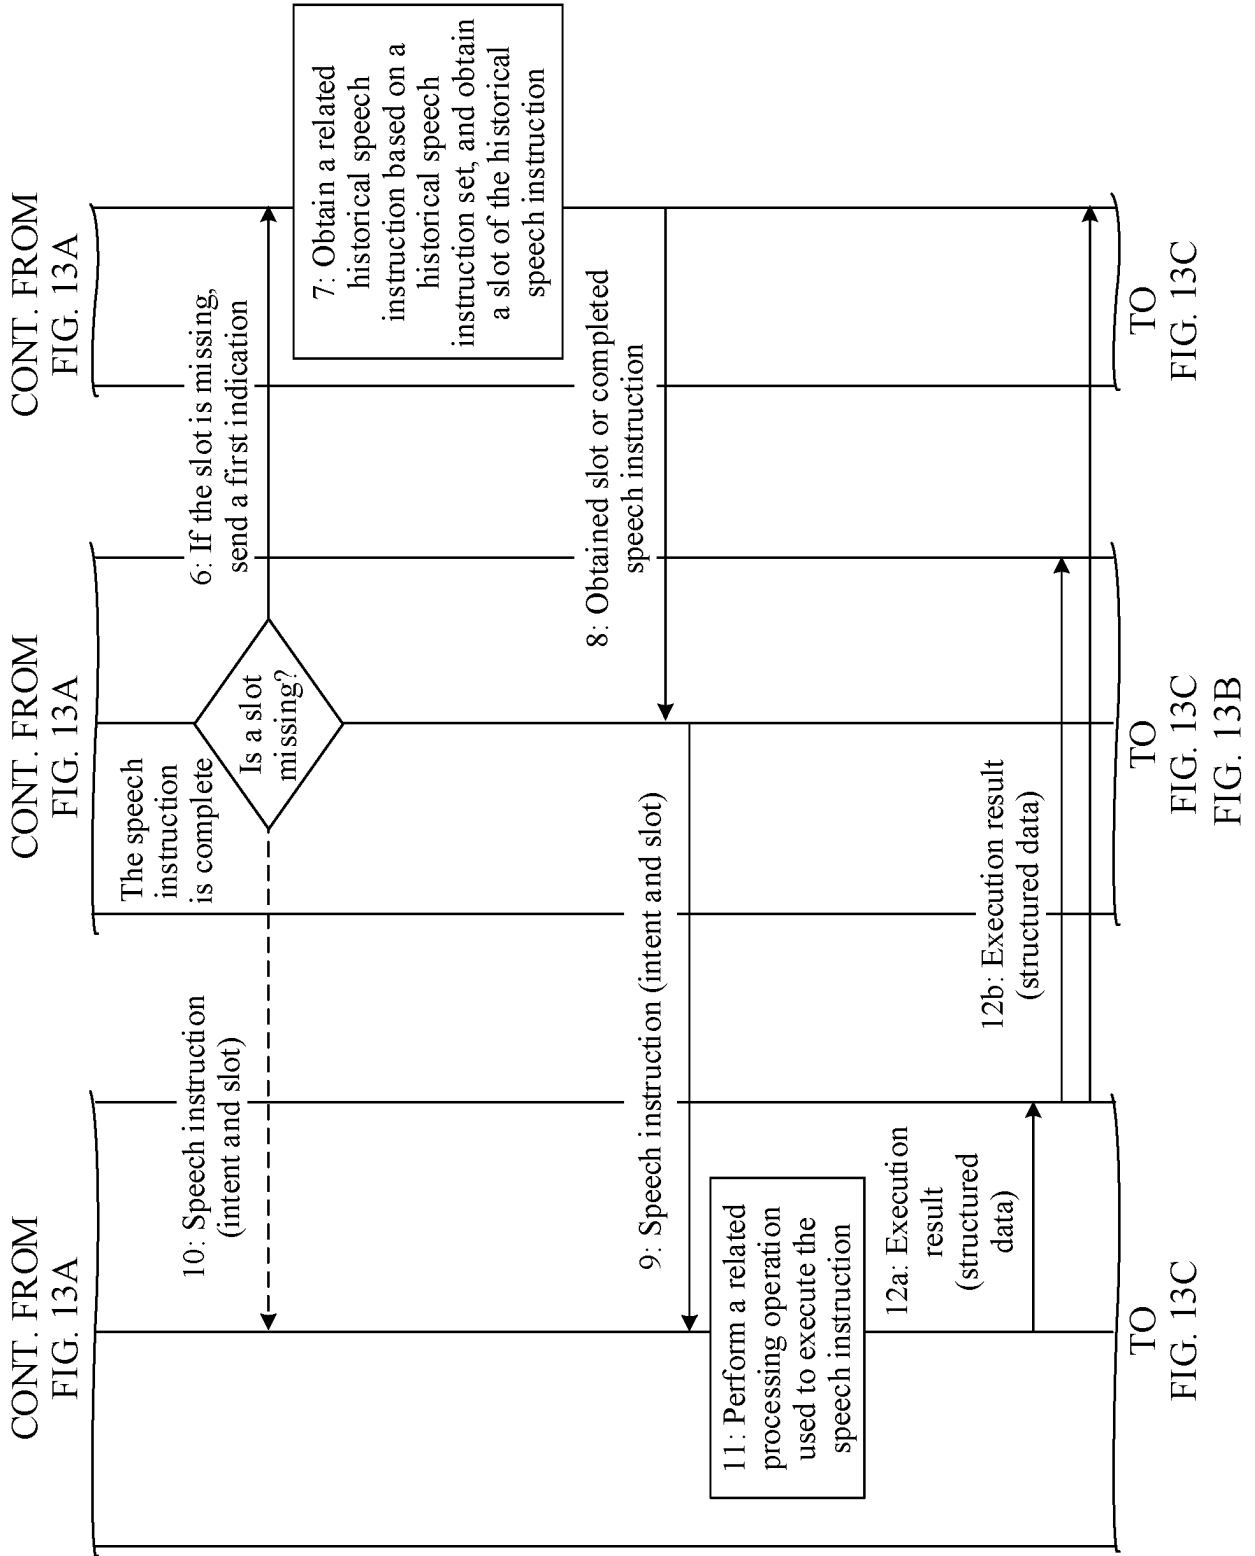 CONT. FROM
FIG. 13A
CONT. FROM
FIG. 13A
CONT. FROM
FIG. 13A
The speech
instruction
is complete
10: Speech instruction
(intent and slot)
Is a slot
missing?
6: If the slot is missing,
send a first indication
7: Obtain a related
historical speech
instruction based on a
historical speech
instruction set, and obtain
a slot of the historical
speech instruction
8: Obtained slot or completed
speech instruction
9: Speech instruction (intent and slot)
11: Perform a related
processing operation
used to execute the
speech instruction
12a: Execution
result
(structured
data)
12b: Execution result
(structured data)
TO
FIG. 13C
TO
FIG. 13C
TO
FIG. 13C
FIG. 13B